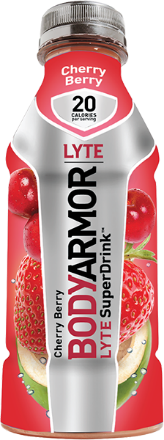 Cherry
Berry
20
CALORIES
per serving
LYTE
Cherry Berry
BODYARMOR
LYTE SuperDrink™